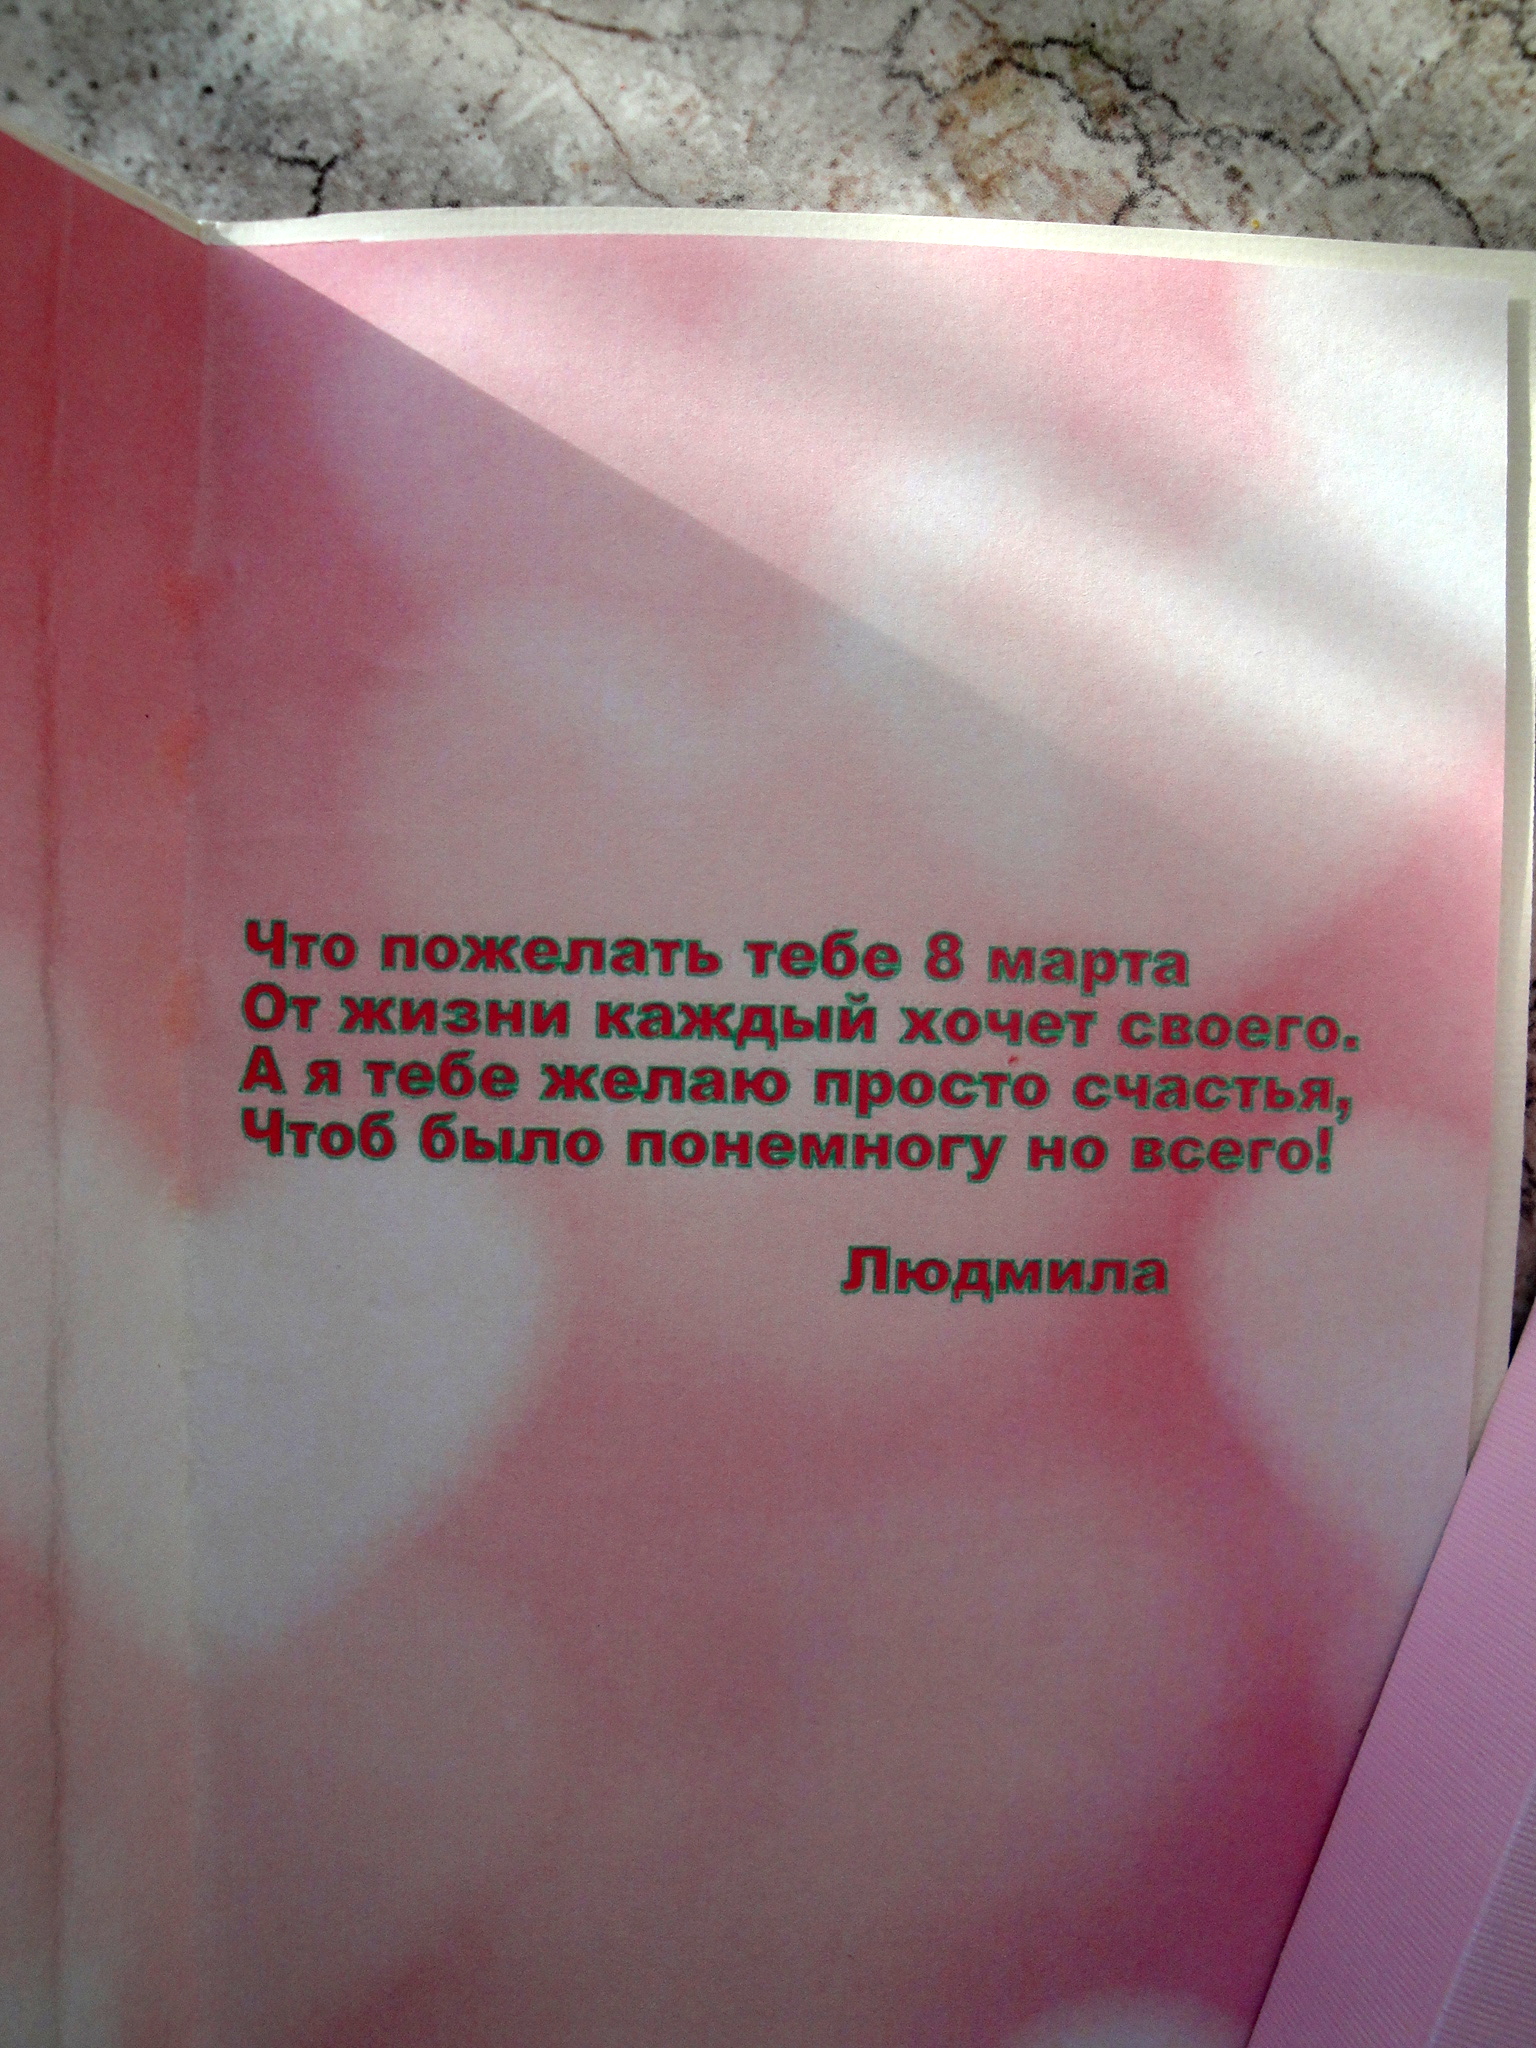 Что пожелать тебе 8 марта
От жизни каждый хочет своего.
А я тебе желаю просто счастья,
Чтоб было понемногу но всего!
Людмила